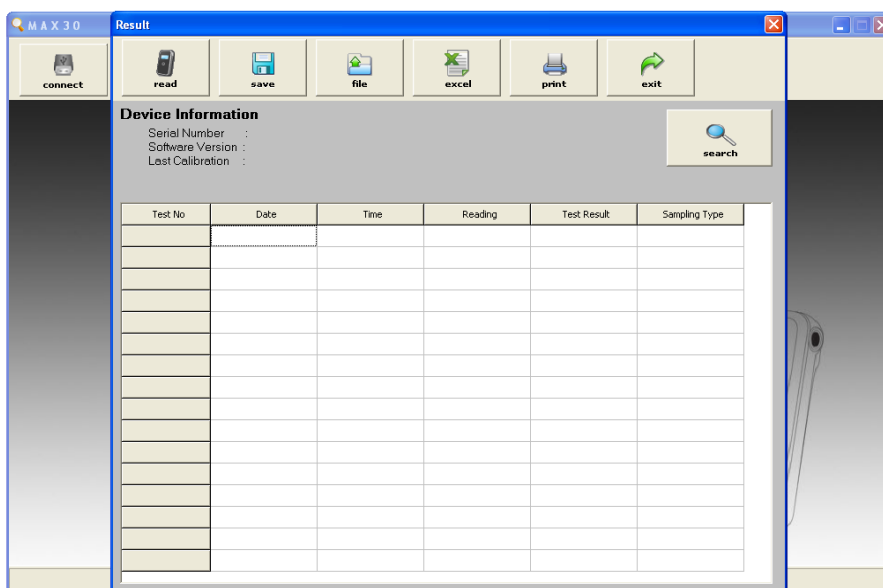 MAX30
Result
connect
read save file excel print exit
Device Information
Serial Number :
Software Version :
Last Calibration :
search
Test No Date Time Reading Test Result Sampling Type